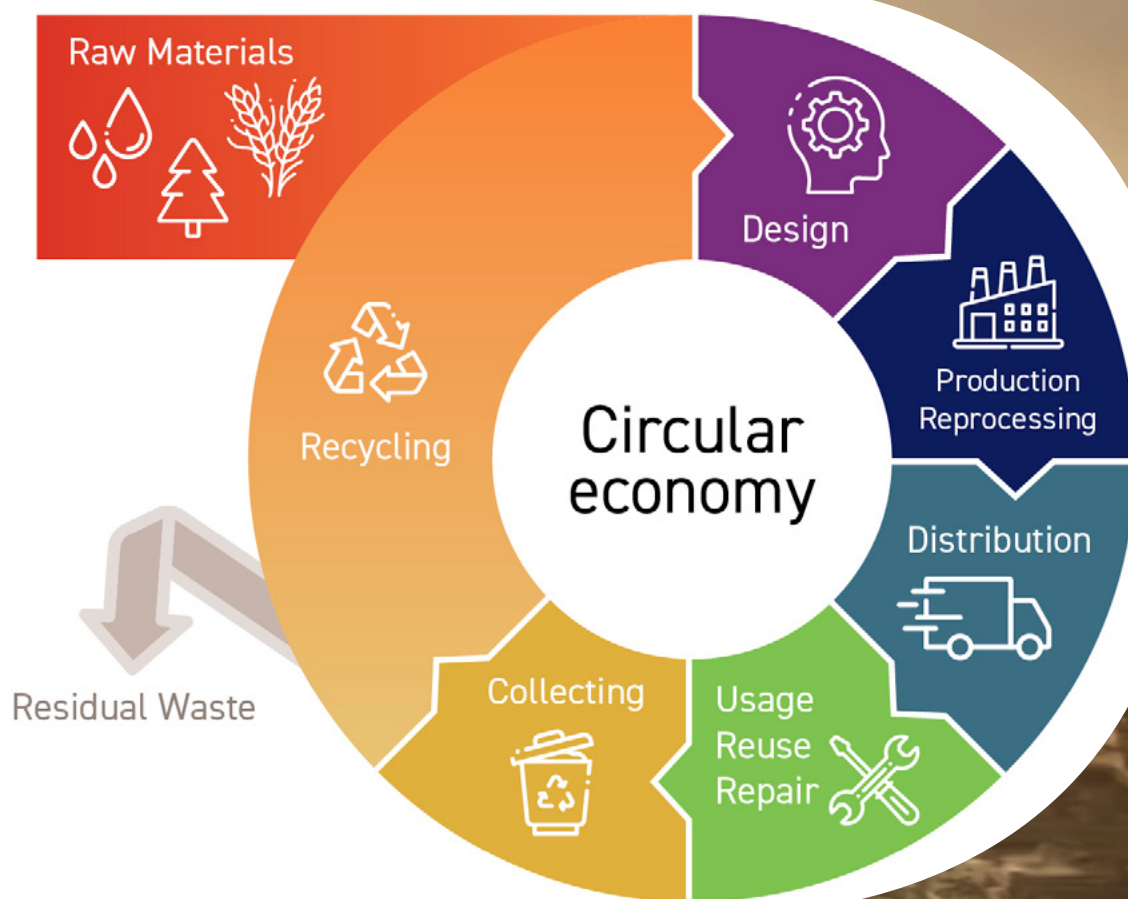 Raw Materials
Design
Production
Reprocessing
Distribution
Usage
Reuse
Repair
Collecting
Recycling
Residual Waste
Circular
economy